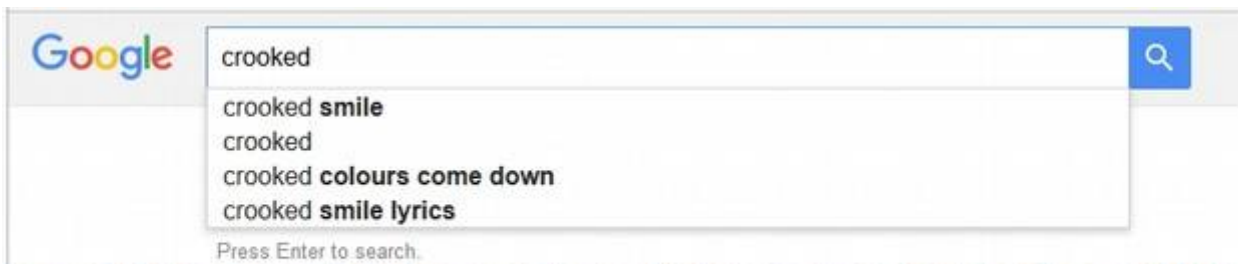 Google
crooked
crooked smile
crooked
crooked colours come down
crooked smile lyrics
Press Enter to search.